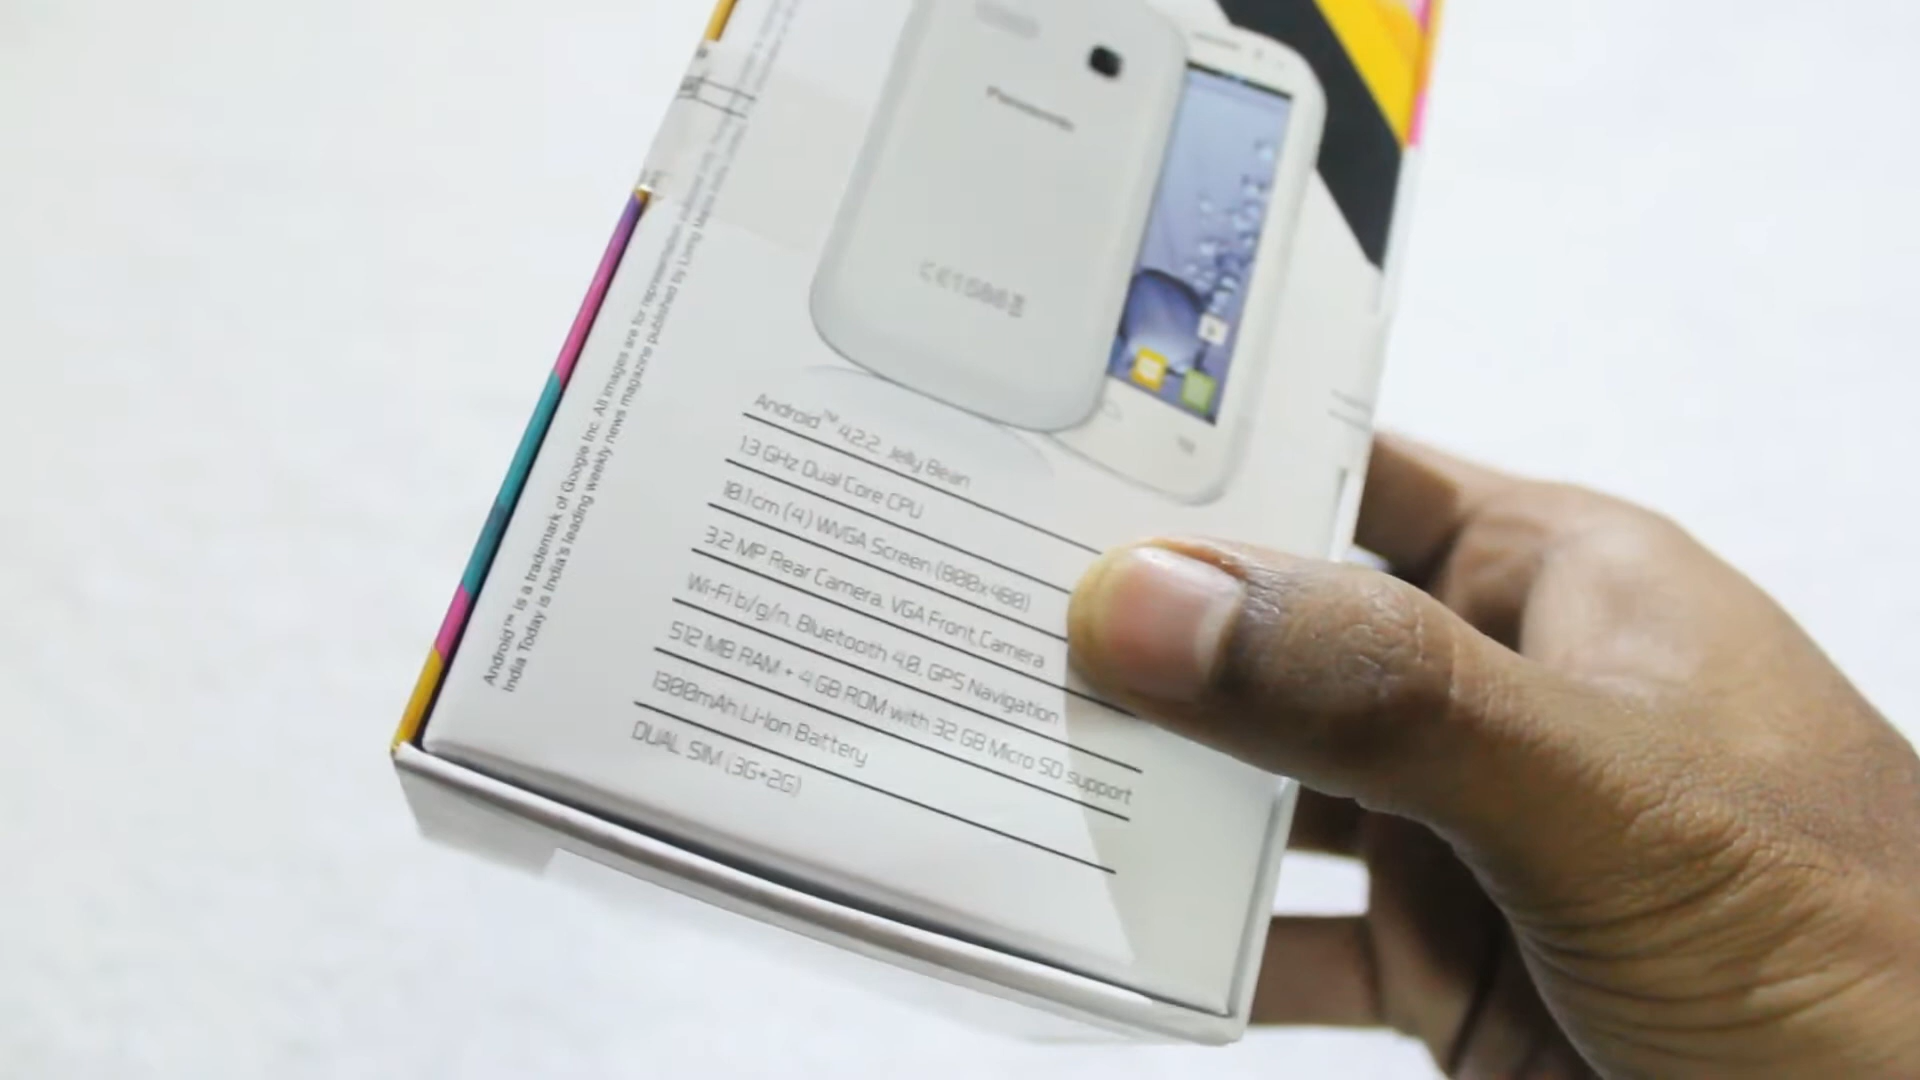 Panasonic
Android™ 4.2.2. Jelly Bean
1.3 GHz Dual Core CPU
10.1cm (4) WVGA Screen (800x480)
3.2 MP Rear Camera. VGA Front Camera
Wi-Fi b/g/n. Bluetooth 4.0. GPS Navigation
512 MB RAM + 4 GB ROM with 32 GB Micro SD support
1300mAh Li-Ion Battery
DUAL SIM (3G+2G)
Android™ is a trademark of Google Inc. All images are for representation
India Today is India's leading weekly news magazine published by Living Media India